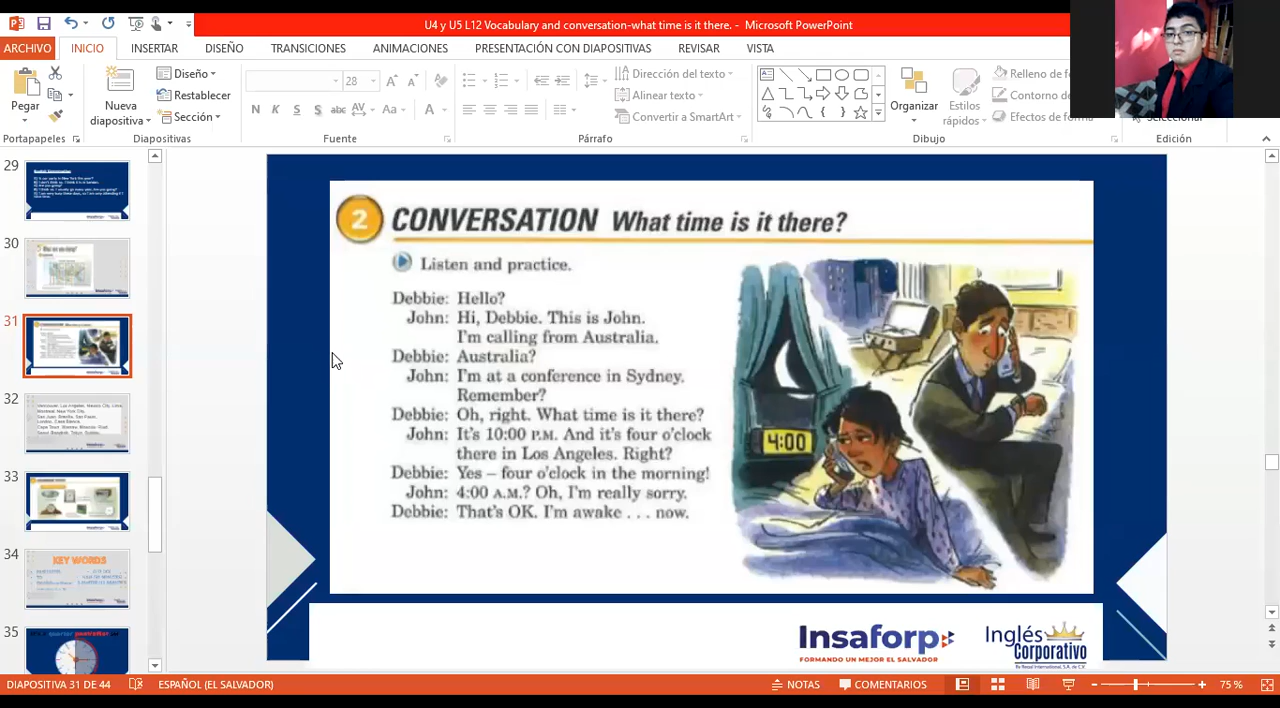 U4 y U5 L12 Vocabulary and conversation-what time is it there. - Microsoft PowerPoint
ARCHIVO INICIO INSERTAR DISEÑO TRANSICIONES ANIMACIONES PRESENTACIÓN CON DIAPOSITIVAS REVISAR VISTA
Pegar
Nueva
diapositiva
Diseño
Restablecer
Sección
28
N K S S abc AV Aa A
Dirección del texto
Alinear texto
Convertir a SmartArt
Organizar
Estilos
rápidos
Relleno de f
Contorno de
Efectos de forma
Seleccionar
Portapapeles Diapositivas Fuente Párrafo Dibujo Edición
29
30
31
32
33
34
KEY WORDS
35
2 CONVERSATION What time is it there?
Listen and practice.
Debbie: Hello?
John: Hi, Debbie. This is John.
I'm calling from Australia.
Debbie: Australia?
John: I'm at a conference in Sydney.
Remember?
Debbie: Oh, right. What time is it there?
John: It's 10:00 P.M. And it's four o'clock
there in Los Angeles. Right?
Debbie: Yes – four o'clock in the morning!
John: 4:00 A.M.? Oh, I'm really sorry.
Debbie: That's OK. I'm awake . . . now.
4:00
Insaforp
FORMANDO UN MEJOR EL SALVADOR
Inglés
Corporativo
DIAPOSITIVA 31 DE 44 ESPAÑOL (EL SALVADOR) NOTAS COMENTARIOS 75 %